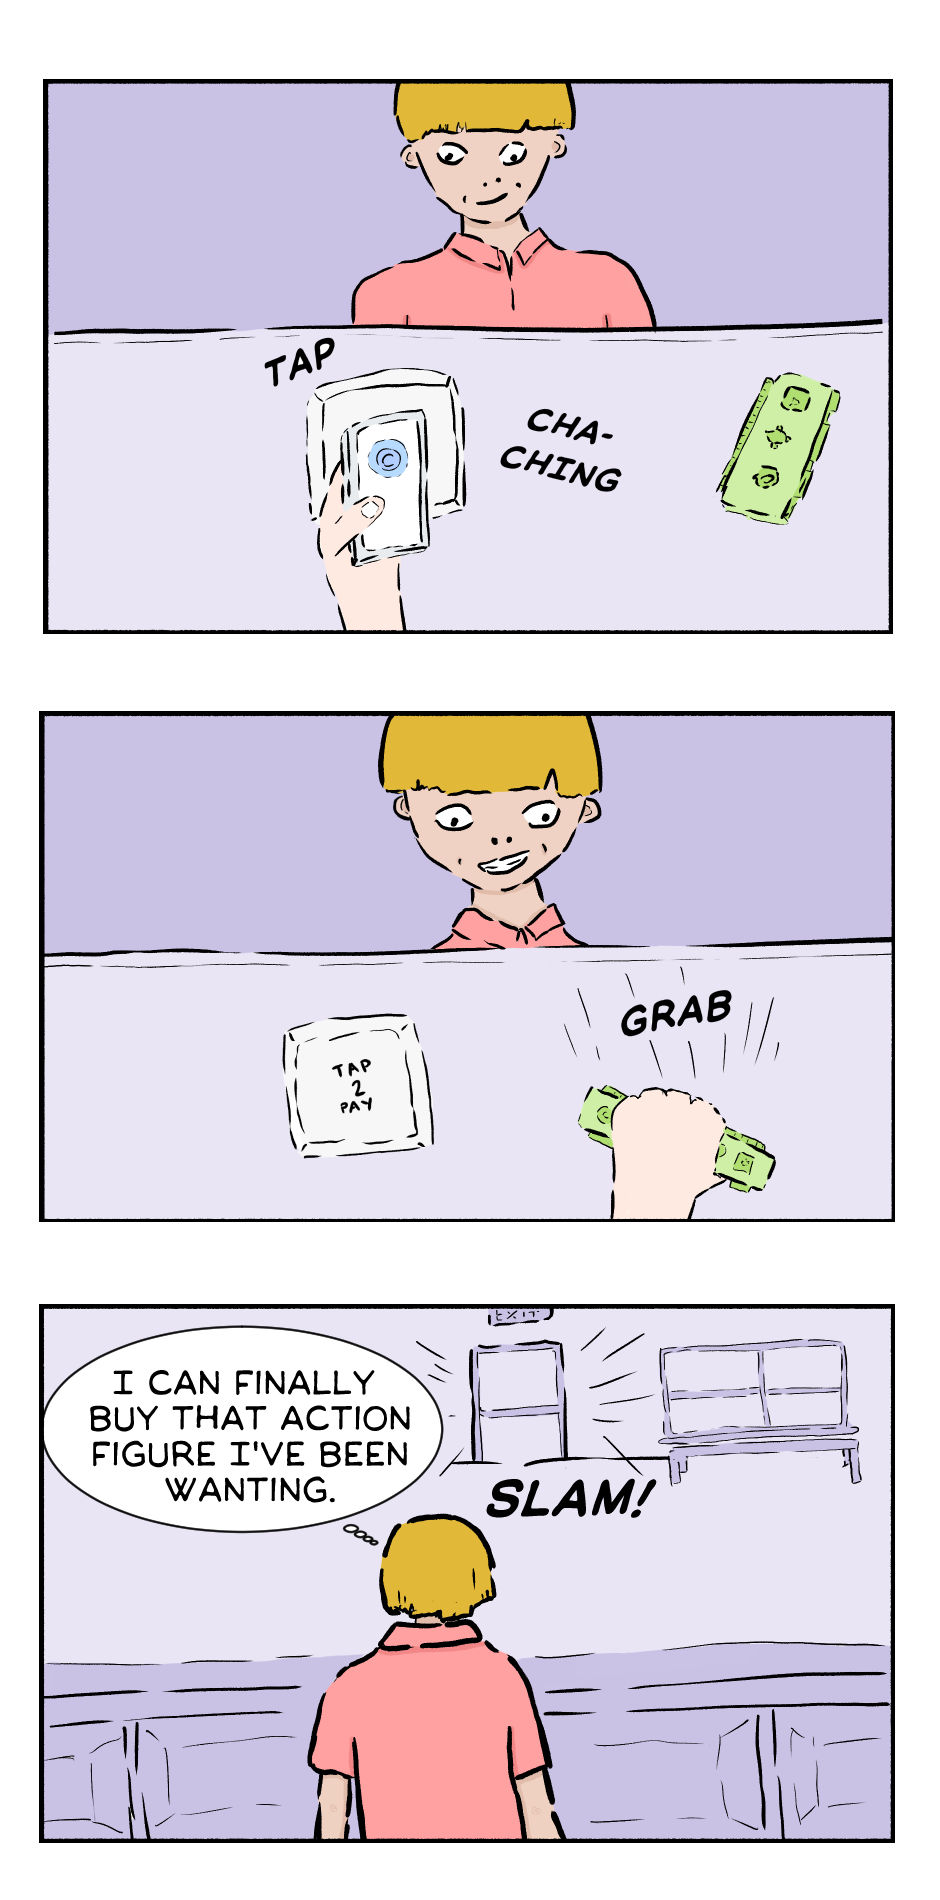 TAP
CHA-
CHING
©
GRAB
TAP
2
PAY
EXIT
I CAN FINALLY
BUY THAT ACTION
FIGURE I'VE BEEN
WANTING.
SLAM!